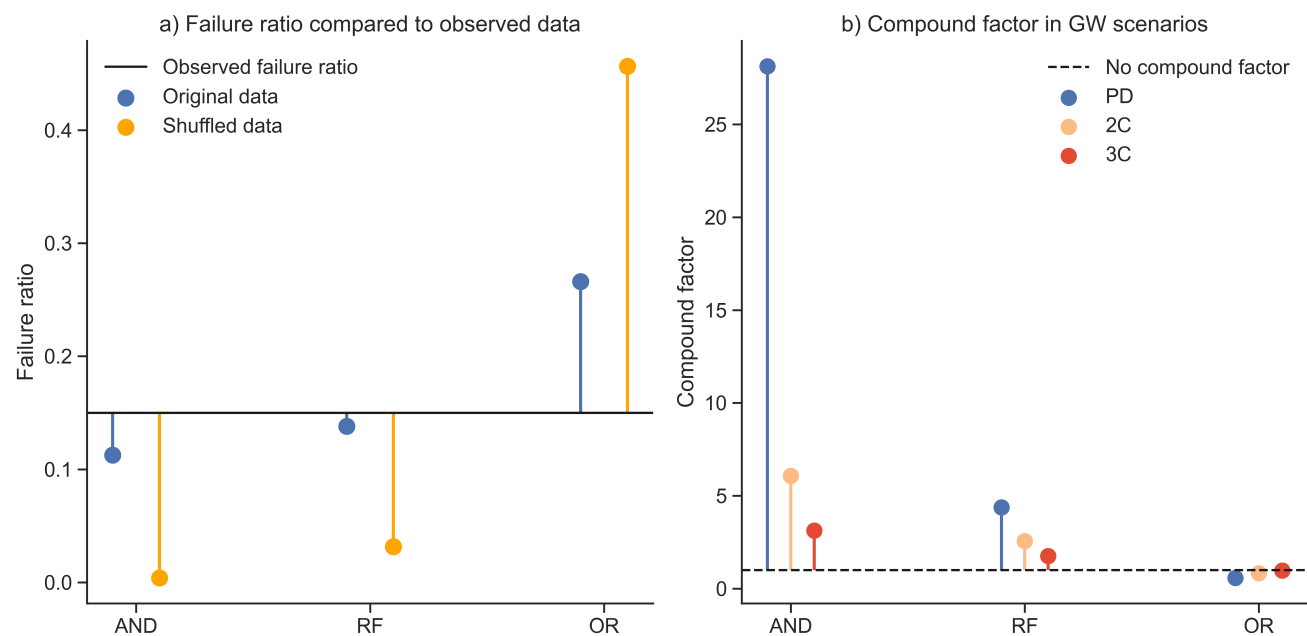 a) Failure ratio compared to observed data
Observed failure ratio
Original data
Shuffled data
Failure ratio
0.4
0.3
0.2
0.1
0.0
AND
RF
OR
b) Compound factor in GW scenarios
No compound factor
PD
2C
3C
Compound factor
25
20
15
10
5
0
AND
RF
OR